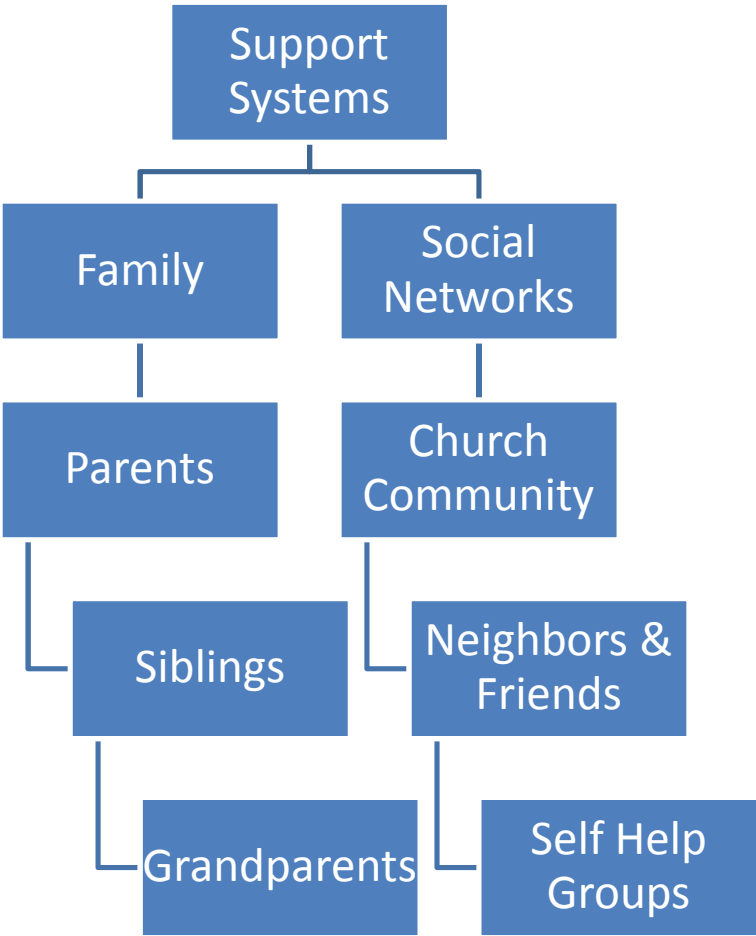 Support
Systems
Family
Social
Networks
Parents
Church
Community
Siblings
Neighbors &
Friends
Grandparents
Self Help
Groups